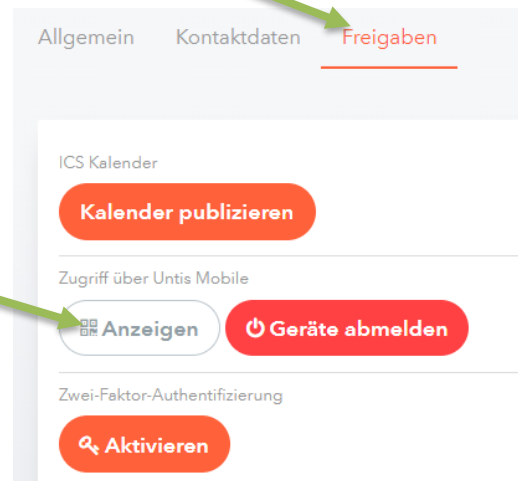 Allgemein Kontaktdaten Freigaben
ICS Kalender
Kalender publizieren
Zugriff über Untis Mobile
Anzeigen Geräte abmelden
Zwei-Faktor-Authentifizierung
Aktivieren